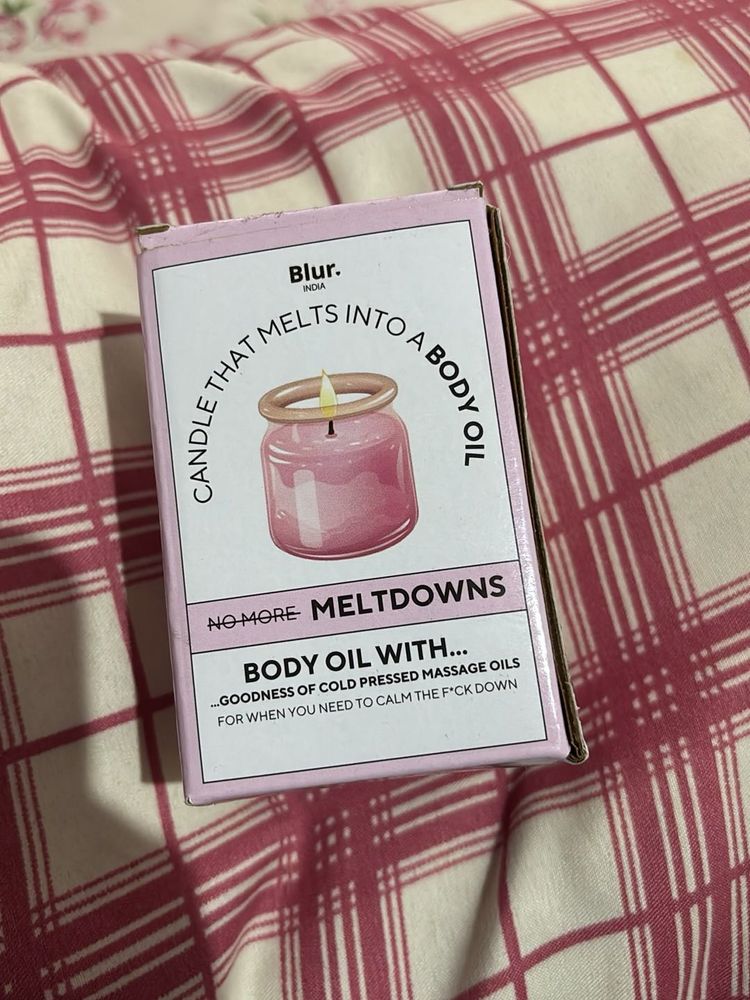 Blur.
INDIA
CANDLE THAT MELTS INTO A BODY OIL
NO MORE MELTDOWNS
BODY OIL WITH...
...GOODNESS OF COLD PRESSED MASSAGE OILS
FOR WHEN YOU NEED TO CALM THE F*CK DOWN